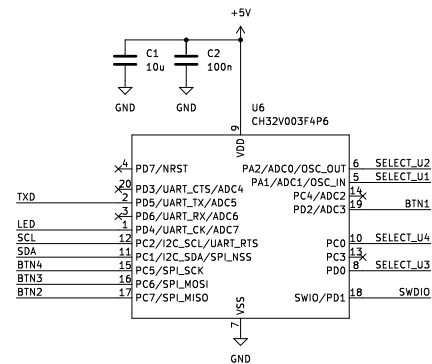 +5V
C1
10u
C2
100n
GND
GND
U6
CH32V003F4P6
9
VDD
4
PD7/NRST
20
PD3/UART_CTS/ADC4
TXD
2
PD5/UART_TX/ADC5
3
PD6/UART_RX/ADC6
LED
1
PD4/UART_CK/ADC7
SCL
12
PC2/I2C_SCL/UART_RTS
SDA
11
PC1/I2C_SDA/SPI_NSS
BTN4
15
PC5/SPI_SCK
BTN3
16
PC6/SPI_MOSI
BTN2
17
PC7/SPI_MISO
PA2/ADC0/OSC_OUT
6
SELECT_U2
PA1/ADC1/OSC_IN
5
SELECT_U1
PC4/ADC2
14
PD2/ADC3
19
BTN1
PC0
10
SELECT_U4
PC3
13
PD0
8
SELECT_U3
SWIO/PD1
18
SWDIO
VSS
7
GND